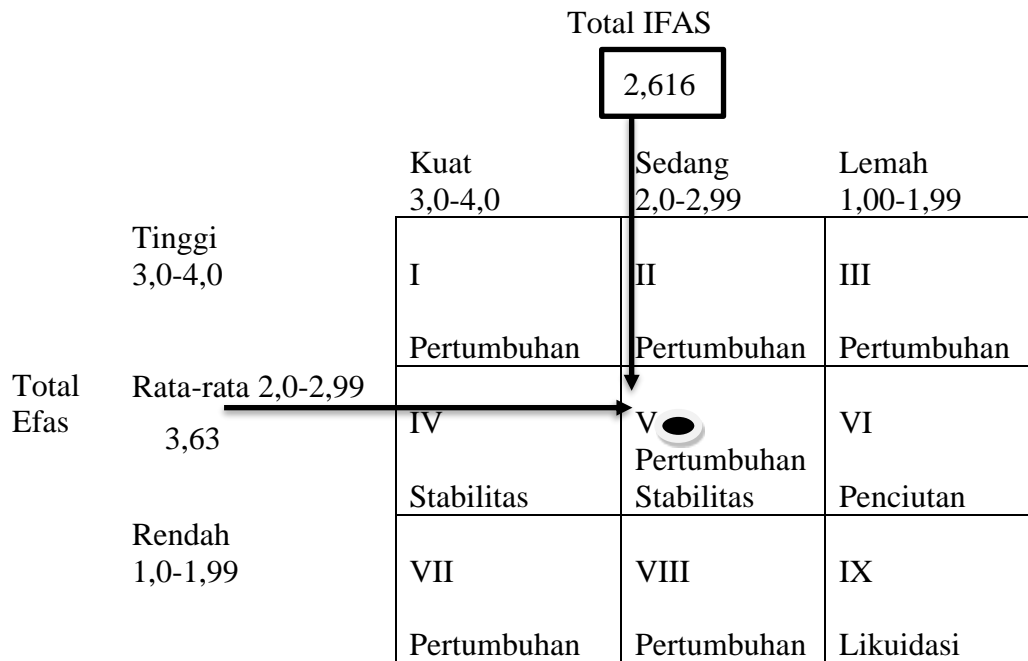 Total IFAS
2,616
Kuat Sedang Lemah
3,0-4,0 2,0-2,99 1,00-1,99
Tinggi
3,0-4,0 I II III
Pertumbuhan Pertumbuhan Pertumbuhan
Total Rata-rata 2,0-2,99
Efas IV V VI
3,63
Pertumbuhan
Stabilitas Stabilitas Penciutan
Rendah
1,0-1,99 VII VIII IX
Pertumbuhan Pertumbuhan Likuidasi